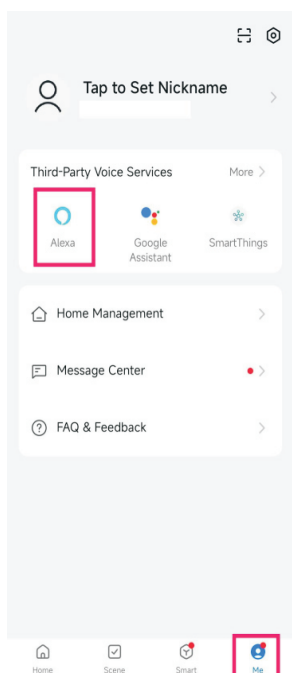 Tap to Set Nickname
Third-Party Voice Services
More
Alexa
Google
Assistant
SmartThings
Home Management
Message Center
FAQ & Feedback
Home
Scene
Smart
Me